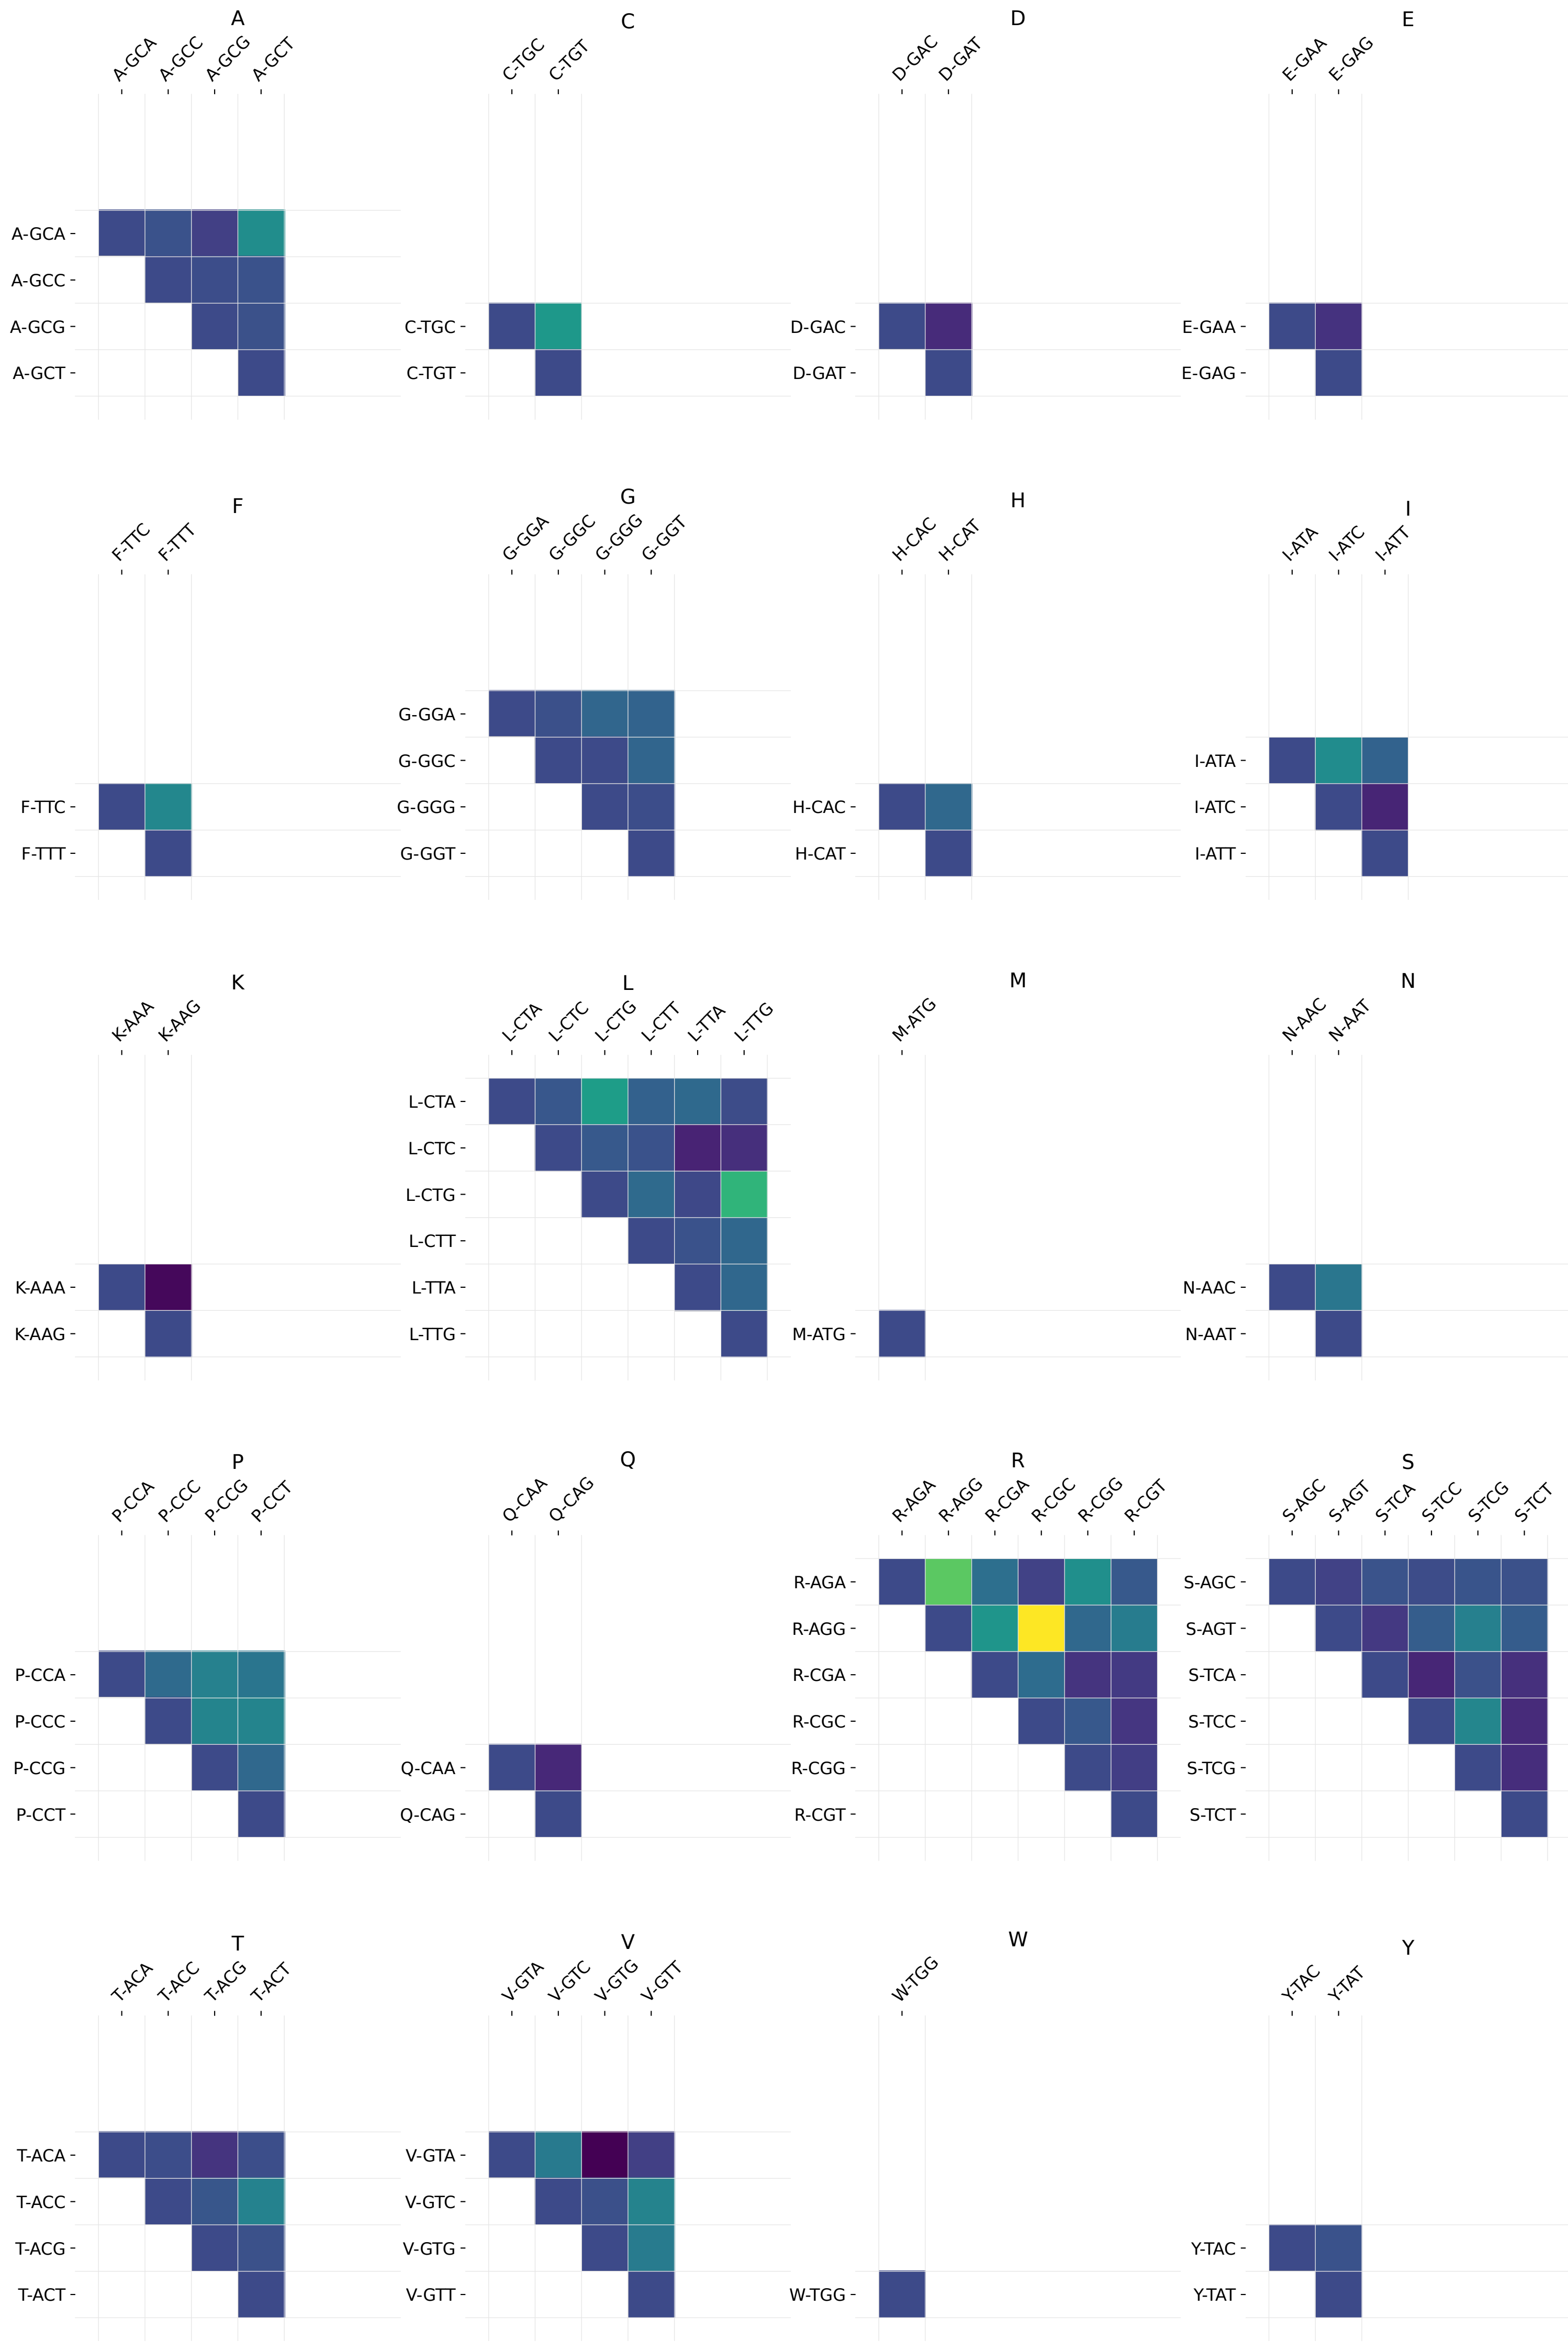 A
A-GCA A-GCC A-GCG A-GCT
A-GCA
A-GCC
A-GCG
A-GCT
C
C-TGC C-TGT
C-TGC
C-TGT
D
D-GAC D-GAT
D-GAC
D-GAT
E
E-GAA E-GAG
E-GAA
E-GAG
F
F-TTC F-TTT
F-TTC
F-TTT
G
G-GGA G-GGC G-GGG G-GGT
G-GGA
G-GGC
G-GGG
G-GGT
H
H-CAC H-CAT
H-CAC
H-CAT
I
I-ATA I-ATC I-ATT
I-ATA
I-ATC
I-ATT
K
K-AAA K-AAG
K-AAA
K-AAG
L
L-CTA L-CTC L-CTG L-CTT L-TTA L-TTG
L-CTA
L-CTC
L-CTG
L-CTT
L-TTA
L-TTG
M
M-ATG
M-ATG
N
N-AAC N-AAT
N-AAC
N-AAT
P
P-CCA P-CCC P-CCG P-CCT
P-CCA
P-CCC
P-CCG
P-CCT
Q
Q-CAA Q-CAG
Q-CAA
Q-CAG
R
R-AGA R-AGG R-CGA R-CGC R-CGG R-CGT
R-AGA
R-AGG
R-CGA
R-CGC
R-CGG
R-CGT
S
S-AGC S-AGT S-TCA S-TCC S-TCG S-TCT
S-AGC
S-AGT
S-TCA
S-TCC
S-TCG
S-TCT
T
T-ACA T-ACC T-ACG T-ACT
T-ACA
T-ACC
T-ACG
T-ACT
V
V-GTA V-GTC V-GTG V-GTT
V-GTA
V-GTC
V-GTG
V-GTT
W
W-TGG
W-TGG
Y
Y-TAC Y-TAT
Y-TAC
Y-TAT